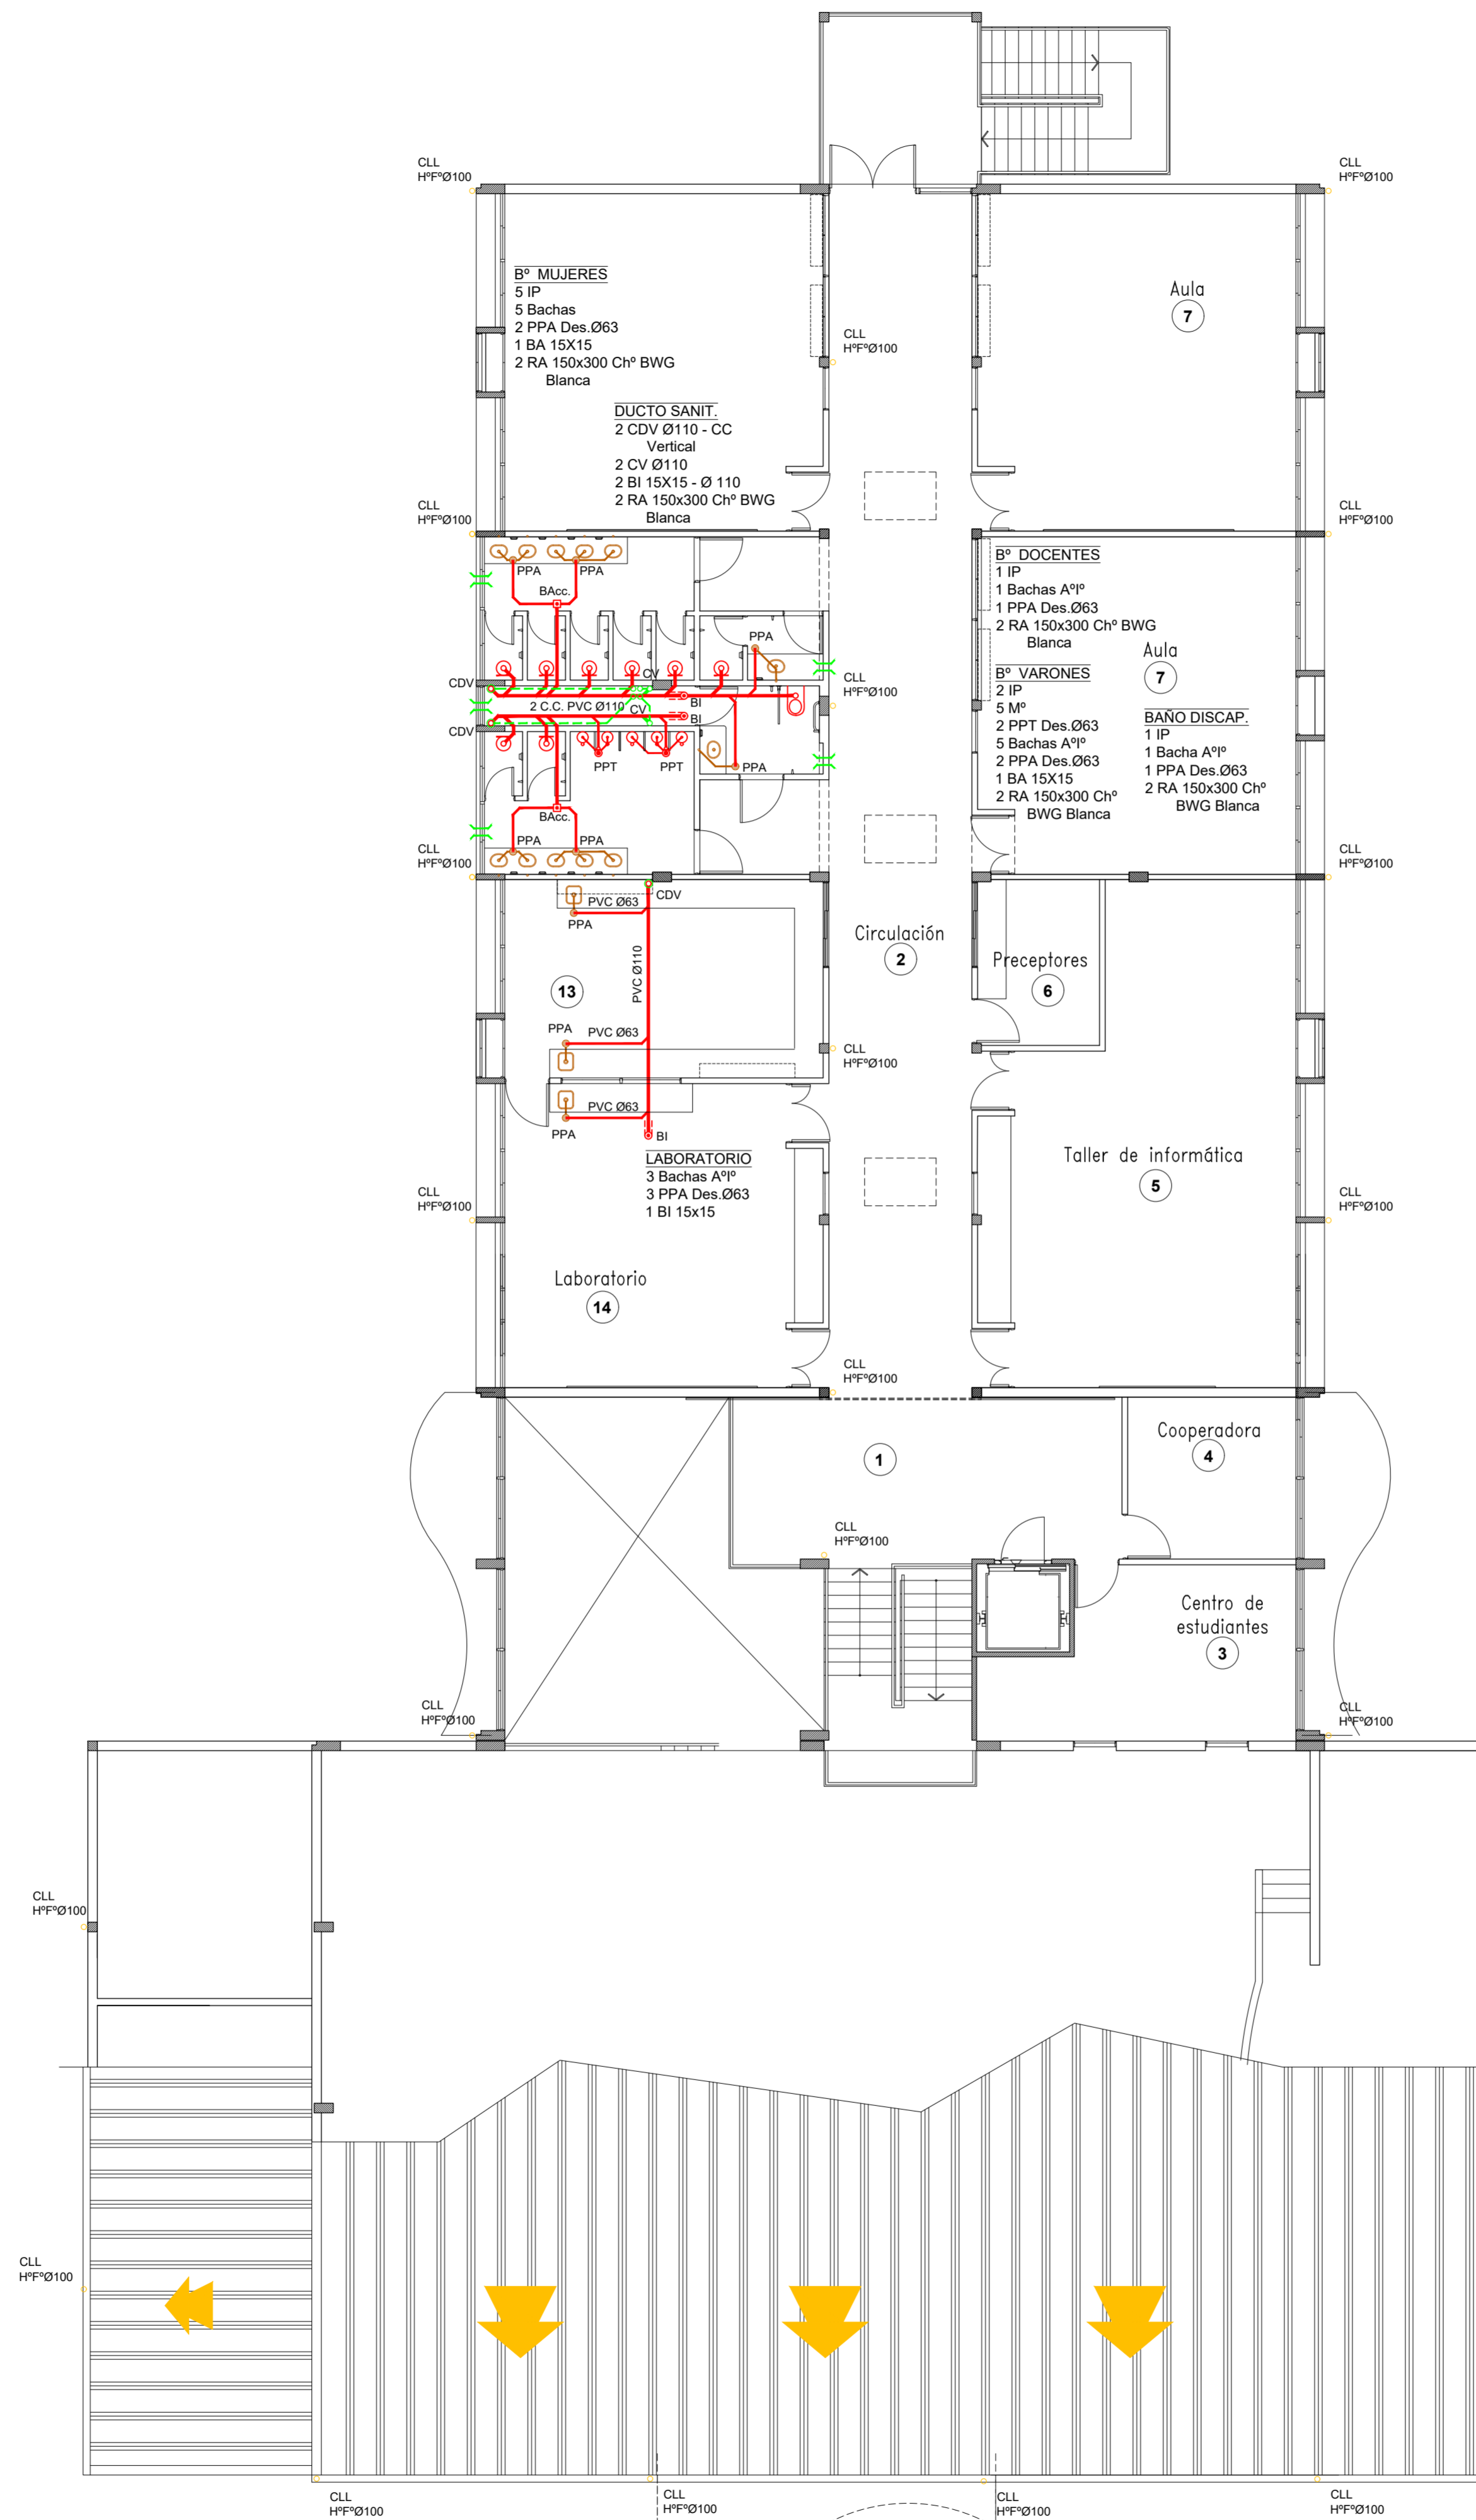 CLL
HºFºØ100
CLL
HºFºØ100
Bº MUJERES
5 IP
5 Bachas
2 PPA Des.Ø63
1 BA 15X15
2 RA 150x300 Chº BWG
Blanca
Aula
7
CLL
HºFºØ100
DUCTO SANIT.
2 CDV Ø110 - CC
Vertical
2 CV Ø110
2 BI 15X15 - Ø 110
2 RA 150x300 Chº BWG
Blanca
CLL
HºFºØ100
CLL
HºFºØ100
Bº DOCENTES
1 IP
1 Bachas AºIº
1 PPA Des.Ø63
2 RA 150x300 Chº BWG
Blanca
Aula
7
Bº VARONES
2 IP
5 Mº
2 PPT Des.Ø63
5 Bachas AºIº
2 PPA Des.Ø63
1 BA 15X15
2 RA 150x300 Chº
BWG Blanca
BAÑO DISCAP.
1 IP
1 Bacha AºIº
1 PPA Des.Ø63
2 RA 150x300 Chº
BWG Blanca
PPA
PPA
BAcc.
PPA
CV
CDV
CLL
HºFºØ100
BI
2 C.C. PVC Ø110
CV
BI
CDV
PPT
PPT
PPA
BAcc.
PPA
PPA
CLL
HºFºØ100
CLL
HºFºØ100
CDV
PVC Ø63
PPA
PVC Ø110
13
Circulación
2
Preceptores
6
PPA
PVC Ø63
CLL
HºFºØ100
PVC Ø63
PPA
BI
LABORATORIO
3 Bachas AºIº
3 PPA Des.Ø63
1 BI 15x15
Taller de informática
5
CLL
HºFºØ100
CLL
HºFºØ100
Laboratorio
14
CLL
HºFºØ100
Cooperadora
4
1
CLL
HºFºØ100
Centro de
estudiantes
3
CLL
HºFºØ100
CLL
HºFºØ100
CLL
HºFºØ100
CLL
HºFºØ100
CLL
HºFºØ100
CLL
HºFºØ100
CLL
HºFºØ100
CLL
HºFºØ100